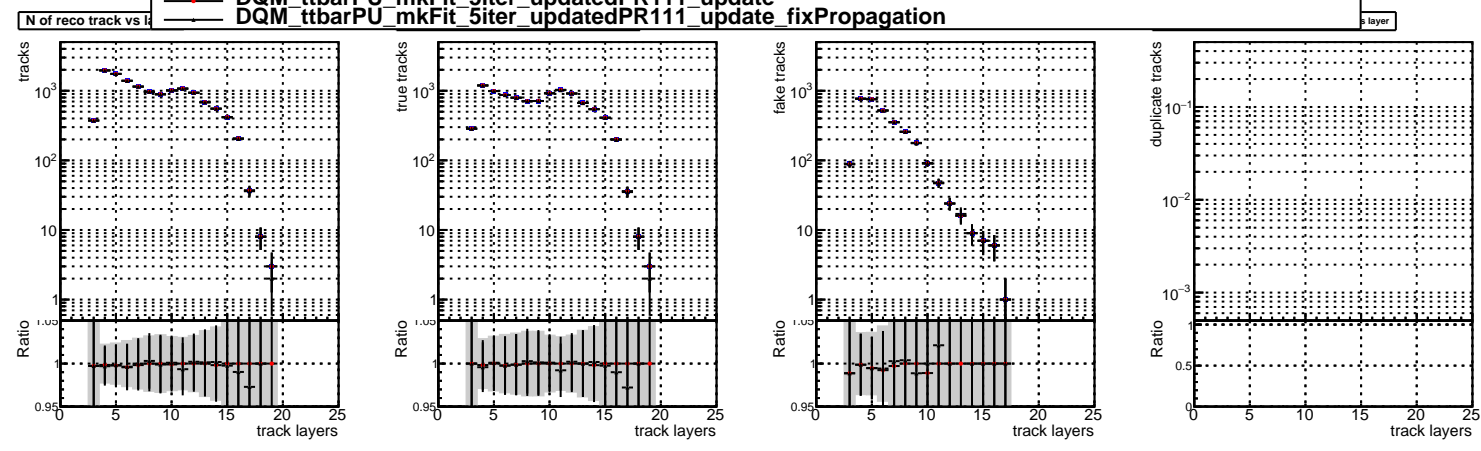 DQM_ttbarPU_mkFit_5iter_updatedPR111_update
DQM_ttbarPU_mkFit_5iter_updatedPR111_update_fixPropagation
N of reco track vs
s layer
tracks
10³
10²
10
1
Ratio
1.05
1
0.95
0 5 10 15 20 25
track layers
true tracks
10³
10²
10
1
Ratio
1.05
1
0.95
0 5 10 15 20 25
track layers
fake tracks
10³
10²
10
1
Ratio
1.05
1
0.95
0 5 10 15 20 25
track layers
duplicate tracks
10⁻¹
10⁻²
10⁻³
Ratio
1
0.5
0
0 5 10 15 20 25
track layers